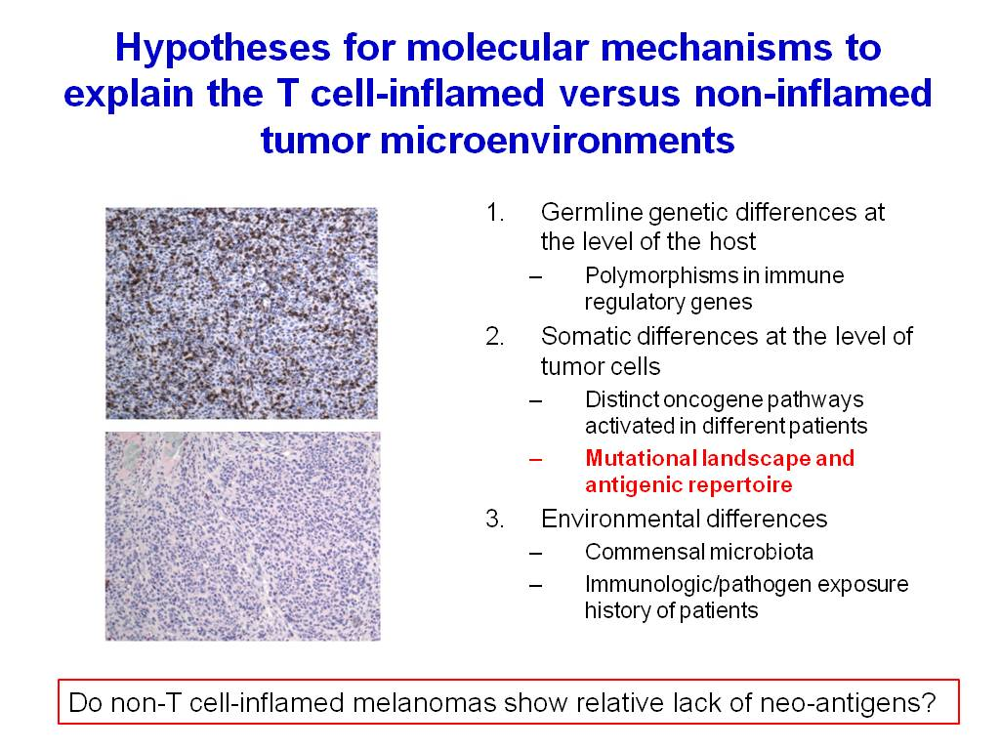 Hypotheses for molecular mechanisms to
explain the T cell-inflamed versus non-inflamed
tumor microenvironments
1. Germline genetic differences at
the level of the host
– Polymorphisms in immune
regulatory genes
2. Somatic differences at the level of
tumor cells
– Distinct oncogene pathways
activated in different patients
– Mutational landscape and
antigenic repertoire
3. Environmental differences
– Commensal microbiota
– Immunologic/pathogen exposure
history of patients
Do non-T cell-inflamed melanomas show relative lack of neo-antigens?